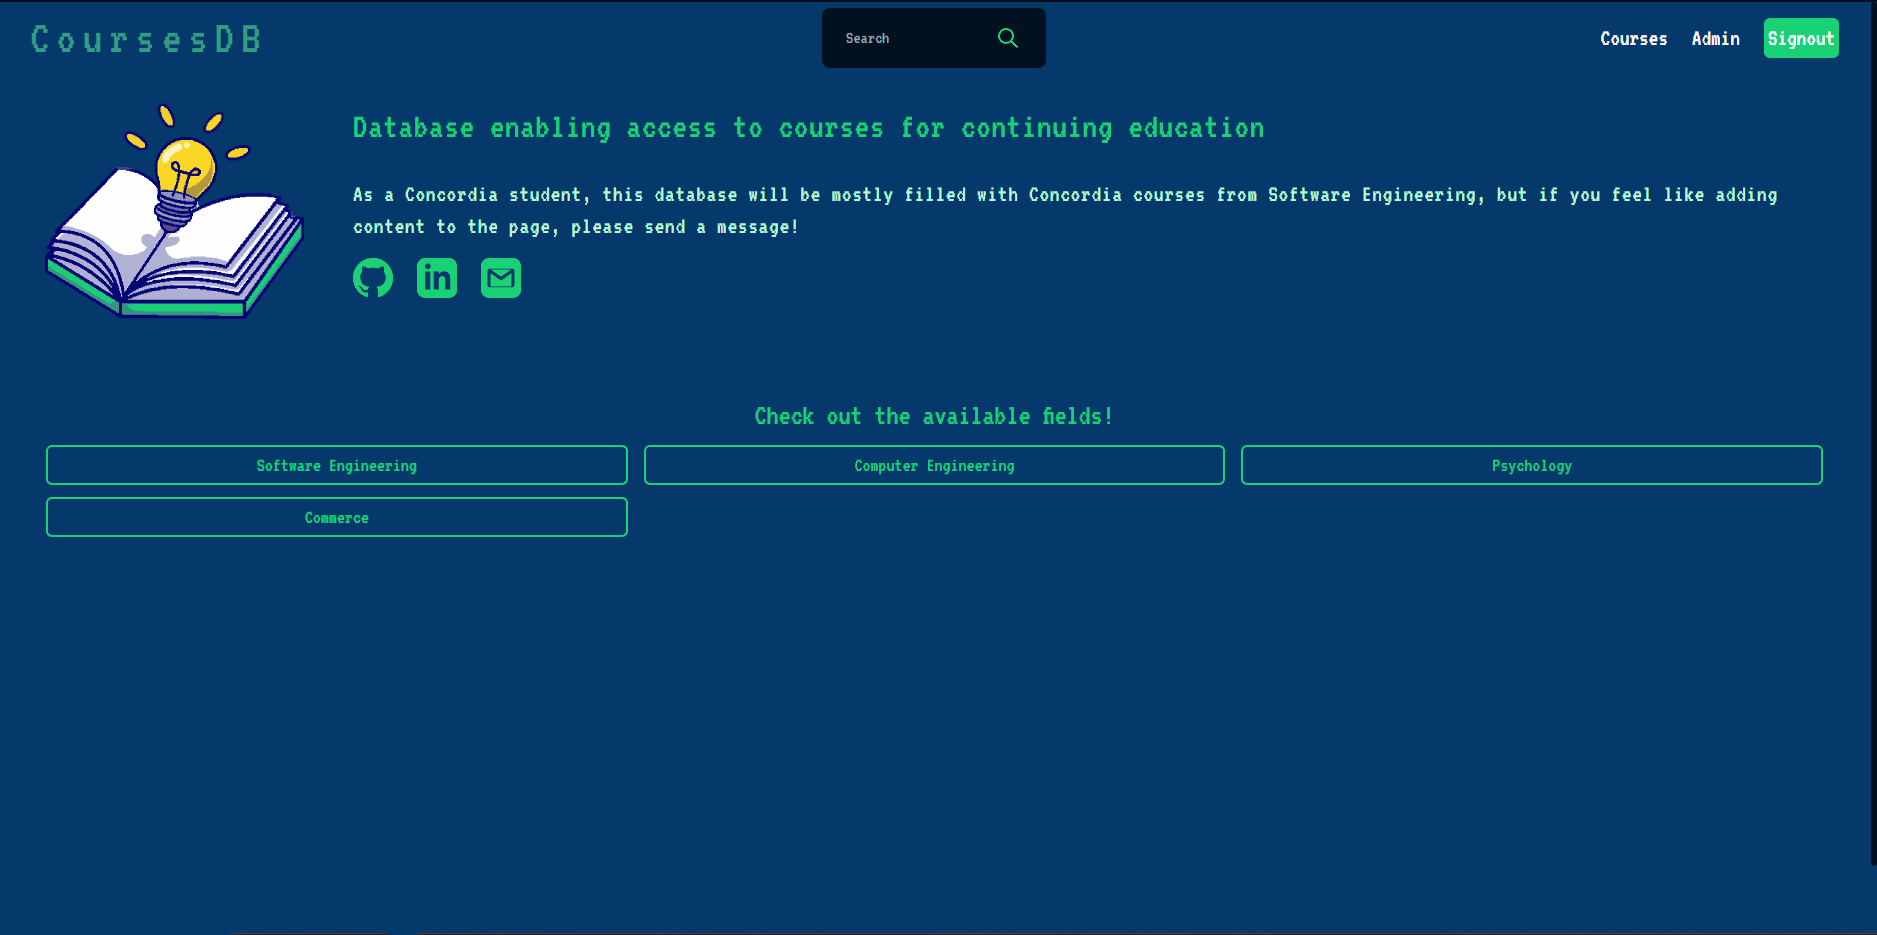 CoursesDB
Search
Courses
Admin
Signout
Database enabling access to courses for continuing education
As a Concordia student, this database will be mostly filled with Concordia courses from Software Engineering, but if you feel like adding
content to the page, please send a message!
in
Check out the available fields!
Software Engineering
Computer Engineering
Psychology
Commerce